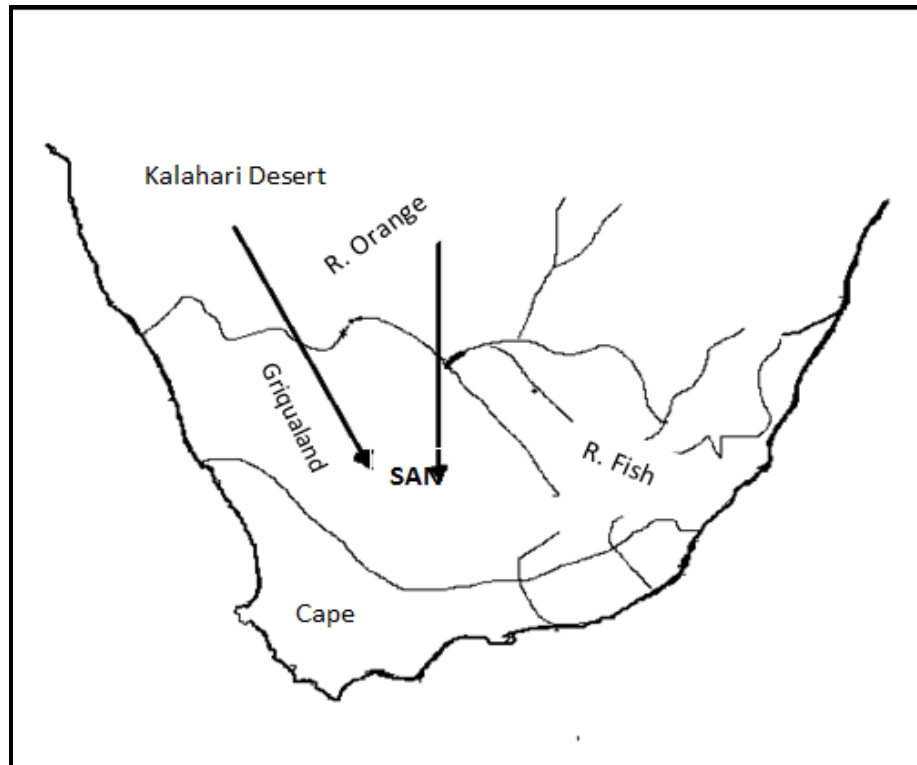 Kalahari Desert
R. Orange
Griqualand
SAN
R. Fish
Cape